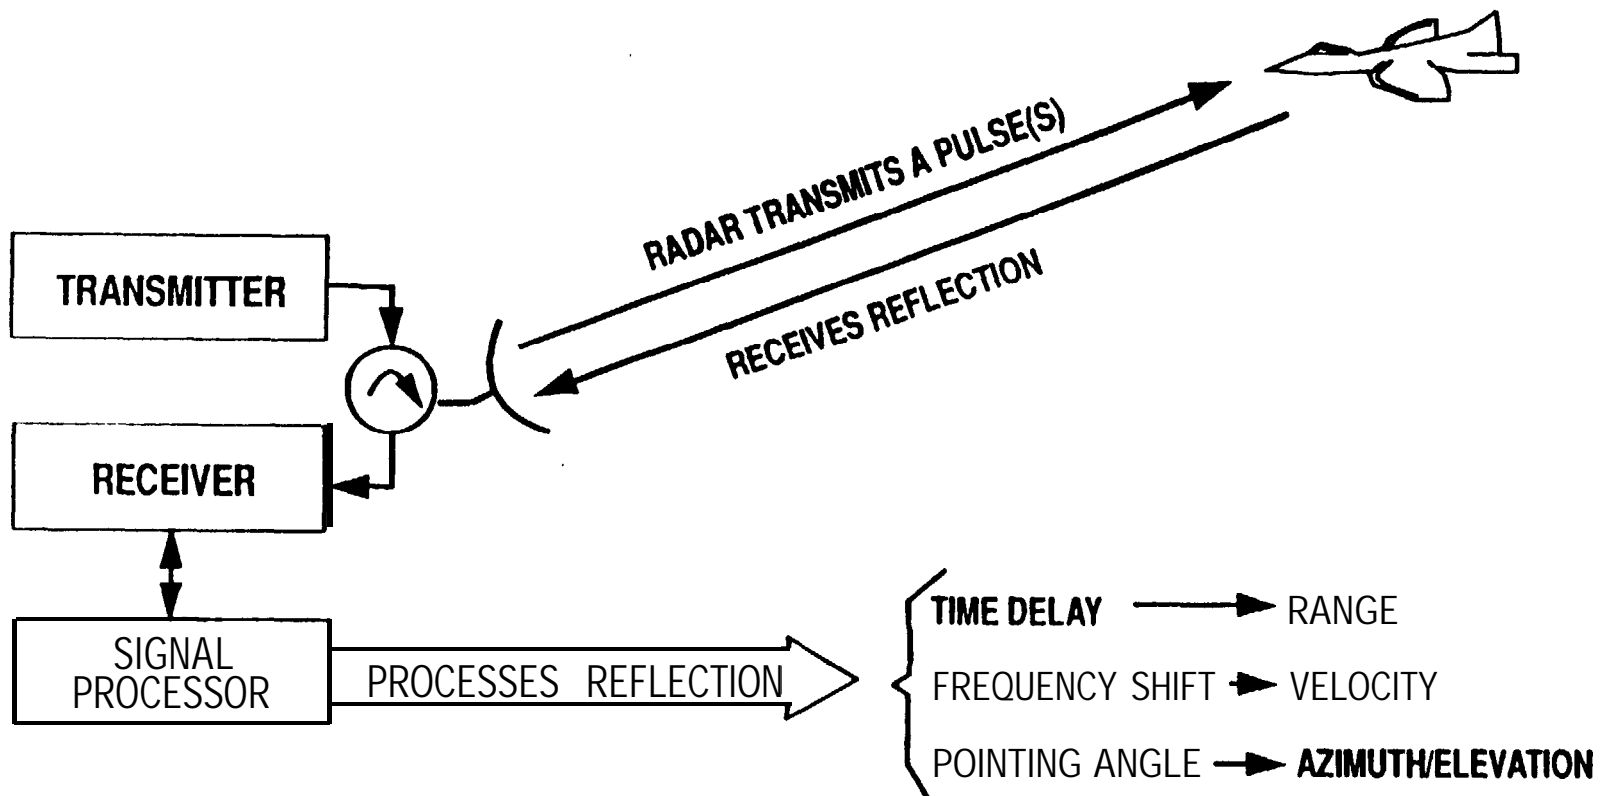 RADAR TRANSMITS A PULSE(S)
RECEIVES REFLECTION
TRANSMITTER
RECEIVER
SIGNAL
PROCESSOR
PROCESSES REFLECTION
TIME DELAY RANGE
FREQUENCY SHIFT VELOCITY
POINTING ANGLE AZIMUTH/ELEVATION